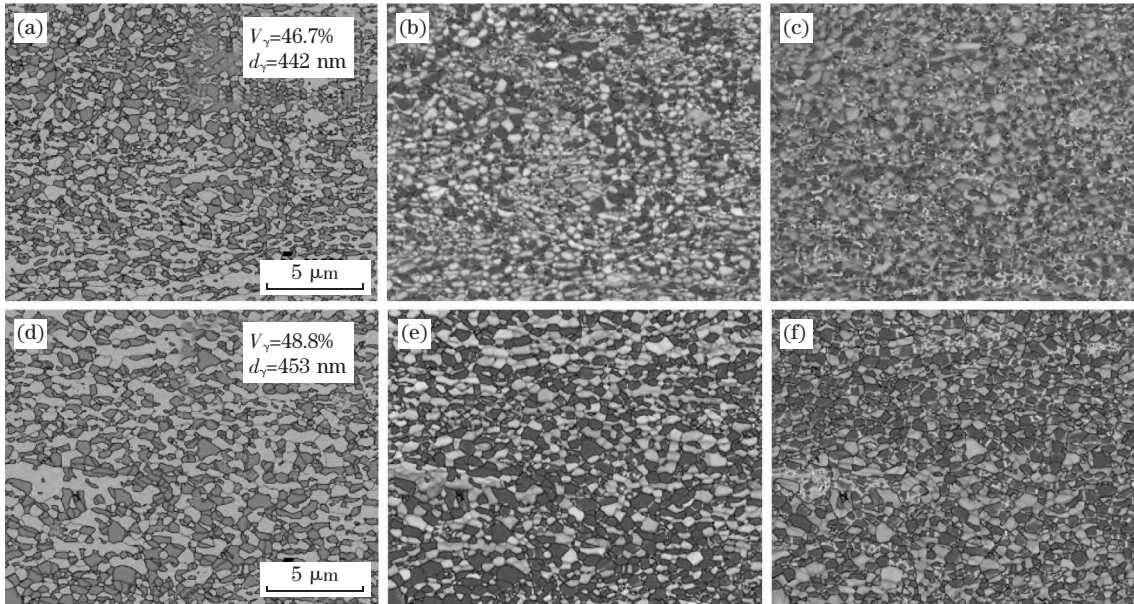 (a)
Vγ=46.7%
dγ=442 nm
5 μm
(b)
(c)
(d)
Vγ=48.8%
dγ=453 nm
5 μm
(e)
(f)